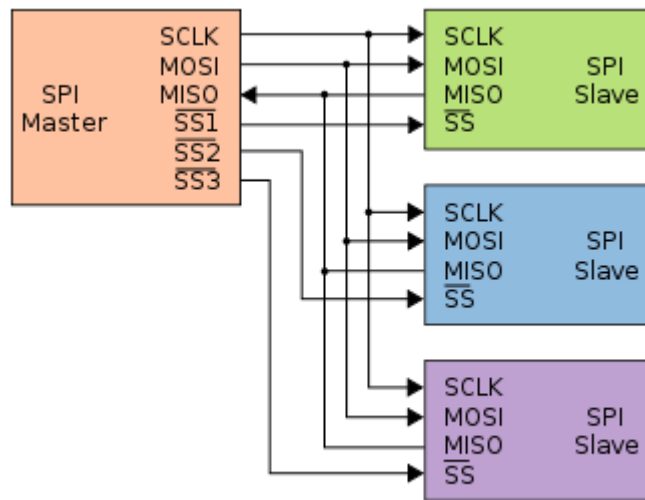 SCLK
MOSI
MISO
SS1
SS2
SS3
SPI
Master
SCLK
MOSI
MISO
SS
SPI
Slave
SCLK
MOSI
MISO
SS
SPI
Slave
SCLK
MOSI
MISO
SS
SPI
Slave